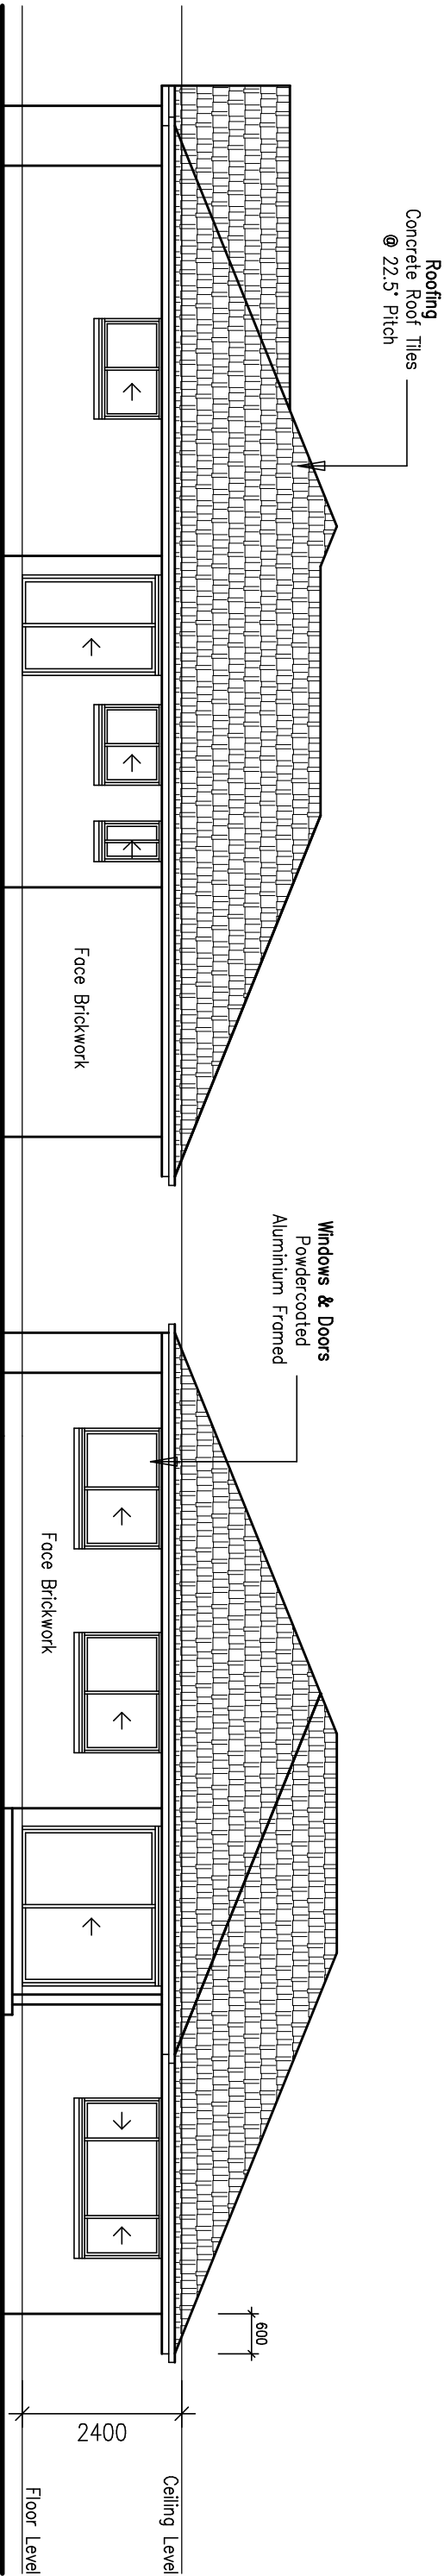 Roofing
Concrete Roof Tiles
@ 22.5° Pitch
Face Brickwork
Windows & Doors
Powdercoated
Aluminium Framed
Face Brickwork
600
2400
Ceiling Level
Floor Level